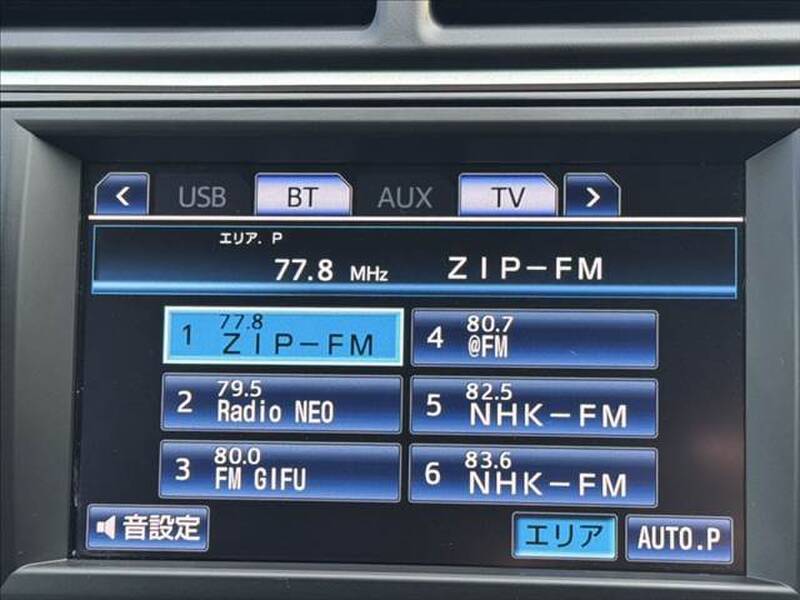 < USB BT AUX TV >
エリア. P
77.8 MHz ZIP-FM
1 77.8 ZIP-FM
4 80.7 @FM
2 79.5 Radio NEO
5 82.5 NHK-FM
3 80.0 FM GIFU
6 83.6 NHK-FM
音設定 エリア AUTO.P